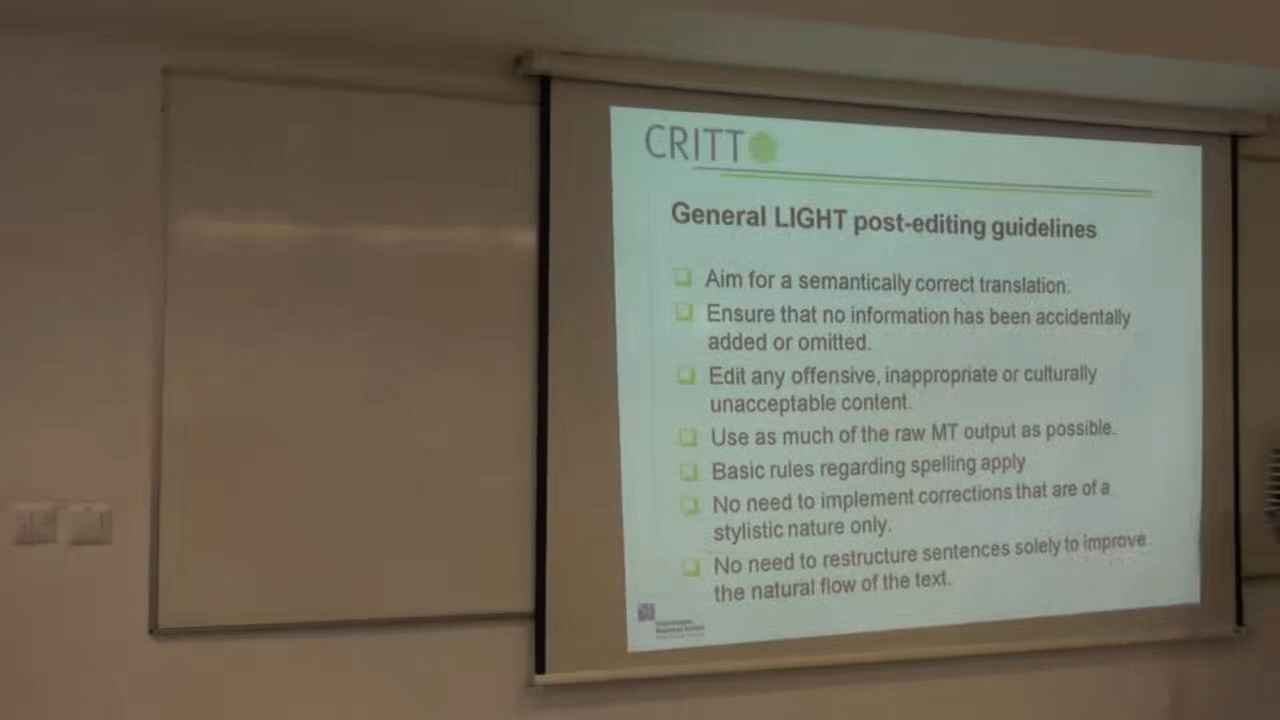 CRITT
General LIGHT post-editing guidelines
Aim for a semantically correct translation.
Ensure that no information has been accidentally
added or omitted.
Edit any offensive, inappropriate or culturally
unacceptable content.
Use as much of the raw MT output as possible.
Basic rules regarding spelling apply
No need to implement corrections that are of a
stylistic nature only.
No need to restructure sentences solely to improve
the natural flow of the text.
Copenhagen
Business School